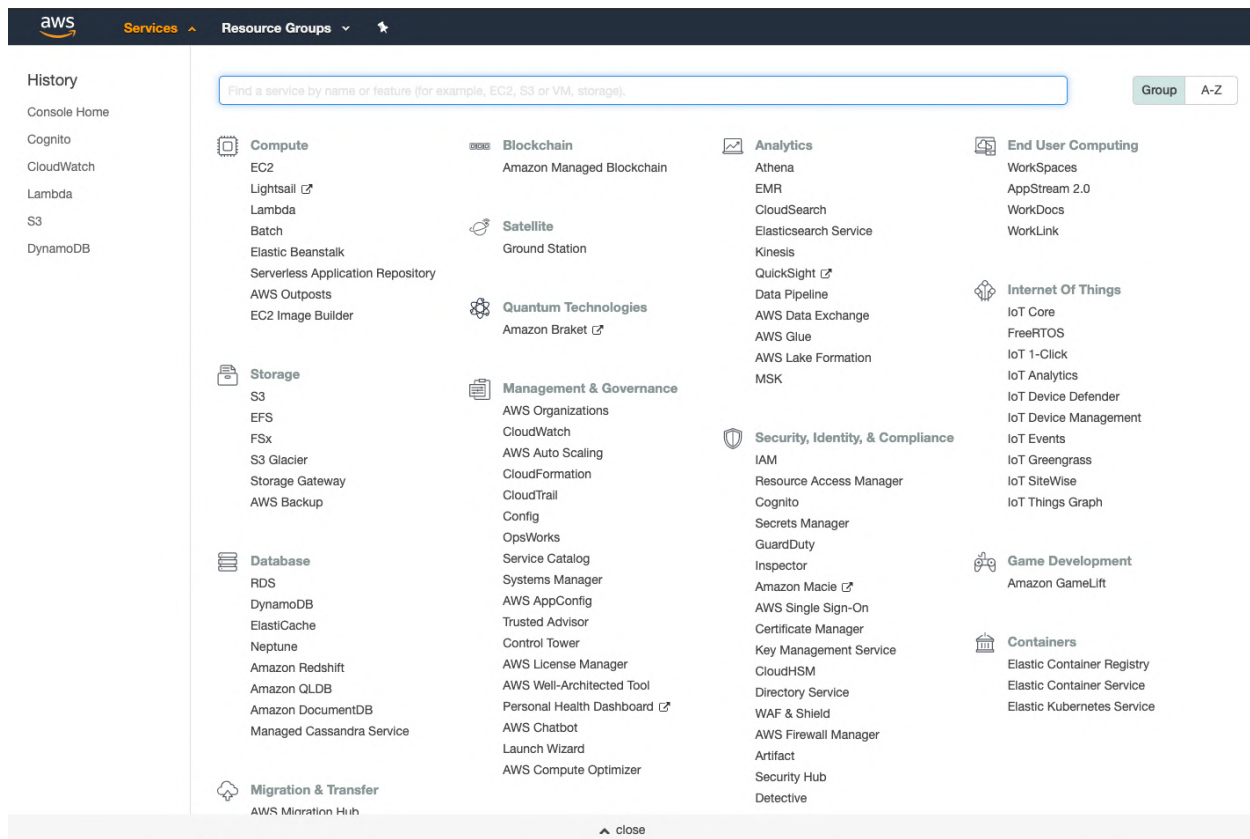 aws Services Resource Groups
History
Console Home
Cognito
CloudWatch
Lambda
S3
DynamoDB
Find a service by name or feature (for example, EC2, S3 or VM, storage).
Group A-Z
Compute
EC2
Lightsail
Lambda
Batch
Elastic Beanstalk
Serverless Application Repository
AWS Outposts
EC2 Image Builder
Storage
S3
EFS
FSx
S3 Glacier
Storage Gateway
AWS Backup
Database
RDS
DynamoDB
ElastiCache
Neptune
Amazon Redshift
Amazon QLDB
Amazon DocumentDB
Managed Cassandra Service
Migration & Transfer
AWS Migration Hub
Blockchain
Amazon Managed Blockchain
Satellite
Ground Station
Quantum Technologies
Amazon Braket
Management & Governance
AWS Organizations
CloudWatch
AWS Auto Scaling
CloudFormation
CloudTrail
Config
OpsWorks
Service Catalog
Systems Manager
AWS AppConfig
Trusted Advisor
Control Tower
AWS License Manager
AWS Well-Architected Tool
Personal Health Dashboard
AWS Chatbot
Launch Wizard
AWS Compute Optimizer
Analytics
Athena
EMR
CloudSearch
Elasticsearch Service
Kinesis
QuickSight
Data Pipeline
AWS Data Exchange
AWS Glue
AWS Lake Formation
MSK
Security, Identity, & Compliance
IAM
Resource Access Manager
Cognito
Secrets Manager
GuardDuty
Inspector
Amazon Macie
AWS Single Sign-On
Certificate Manager
Key Management Service
CloudHSM
Directory Service
WAF & Shield
AWS Firewall Manager
Artifact
Security Hub
Detective
End User Computing
WorkSpaces
AppStream 2.0
WorkDocs
WorkLink
Internet Of Things
IoT Core
FreeRTOS
IoT 1-Click
IoT Analytics
IoT Device Defender
IoT Device Management
IoT Events
IoT Greengrass
IoT SiteWise
IoT Things Graph
Game Development
Amazon GameLift
Containers
Elastic Container Registry
Elastic Container Service
Elastic Kubernetes Service
close